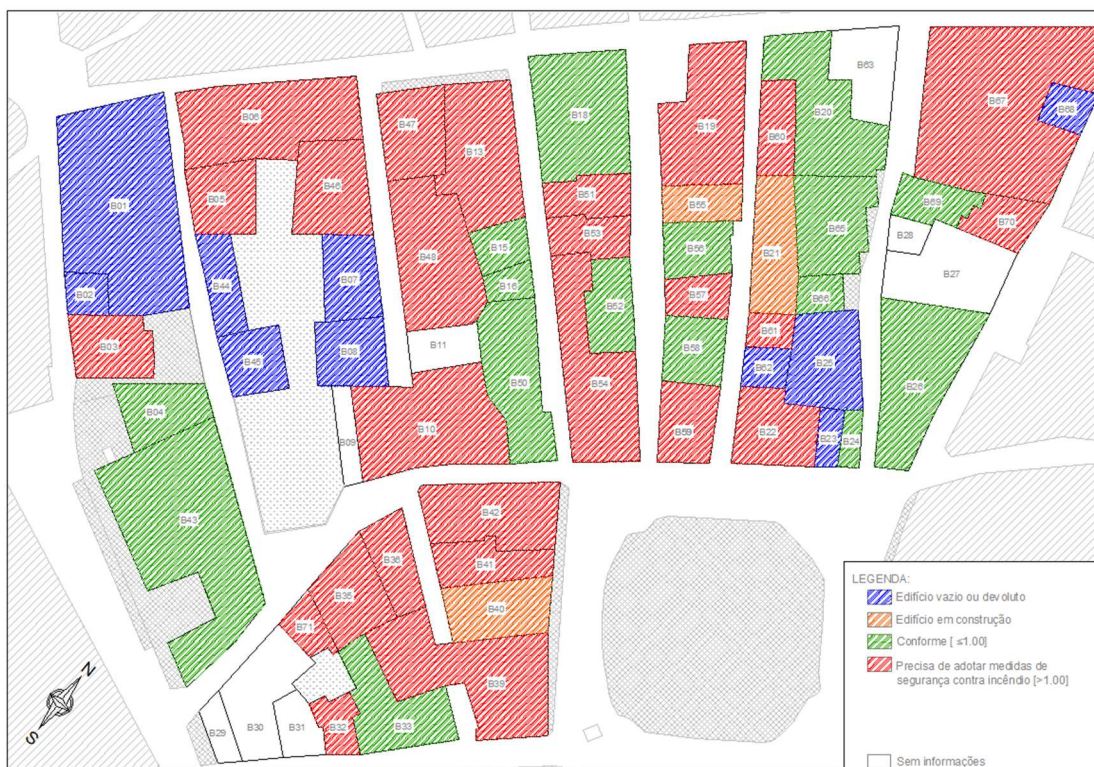 B63
B67
B68
B18
B20
B06
B47
B13
B19
B60
B51
B69
B01
B05
B46
B53
B55
B70
B28
B56
B65
B15
B48
B21
B27
B16
B44
B07
B02
B57
B66
B52
B61
B03
B11
B08
B45
B58
B62
B25
B26
B50
B54
B04
B10
B09
B59
B22
B23
B24
B43
B42
B36
B41
B35
B40
B71
B39
B29
B30
B31
B32
B33
N
S
LEGENDA:
Edifício vazio ou devoluto
Edifício em construção
Conforme [ ≤1.00]
Precisa de adotar medidas de
segurança contra incêndio [>1.00]
Sem informações